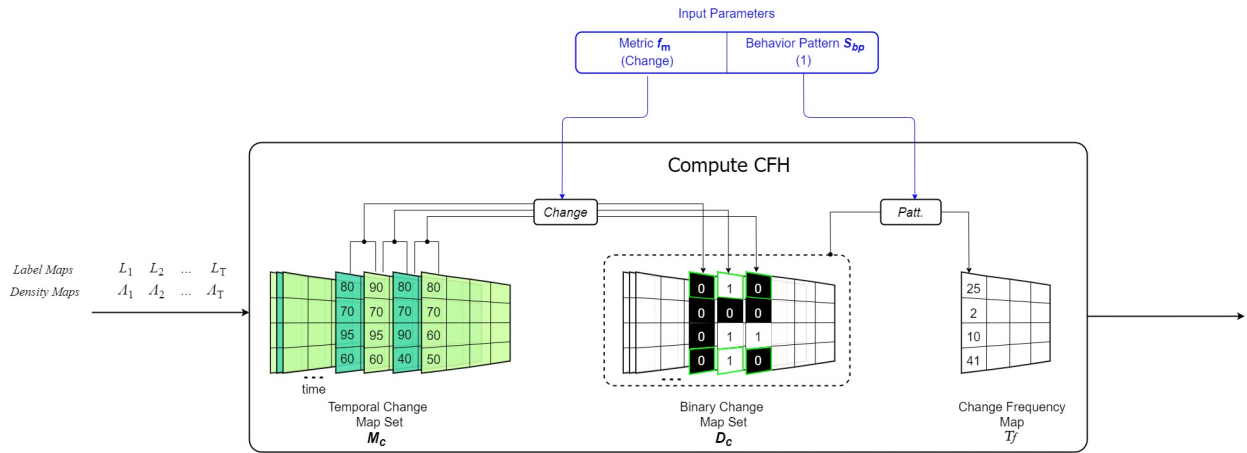 Input Parameters
Metric fm Behavior Pattern Sbp
(Change) (1)
Compute CFH
Change Patt.
Label Maps L1 L2 ... LT
Density Maps Λ1 Λ2 ... ΛT
80 90 80 80 0 1 0 25
70 70 70 70 0 0 0 2
95 95 90 60 0 1 1 10
60 60 40 50 0 1 0 41
... ...
time
Temporal Change Binary Change Change Frequency
Map Set Map Set Map
Mc Dc Tf